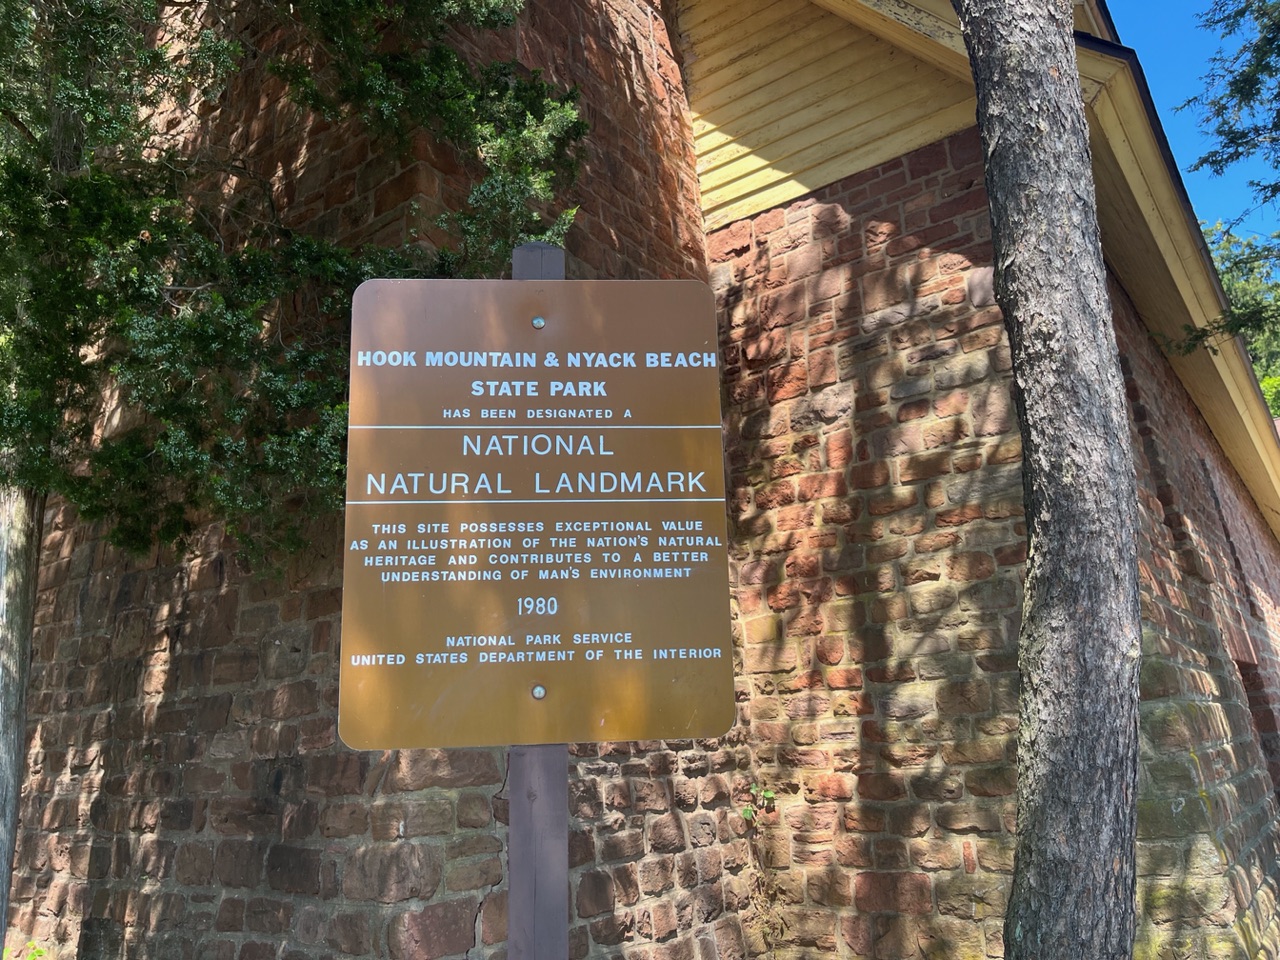 HOOK MOUNTAIN & NYACK BEACH
STATE PARK
HAS BEEN DESIGNATED A
NATIONAL
NATURAL LANDMARK
THIS SITE POSSESSES EXCEPTIONAL VALUE
AS AN ILLUSTRATION OF THE NATION'S NATURAL
HERITAGE AND CONTRIBUTES TO A BETTER
UNDERSTANDING OF MAN'S ENVIRONMENT
1980
NATIONAL PARK SERVICE
UNITED STATES DEPARTMENT OF THE INTERIOR